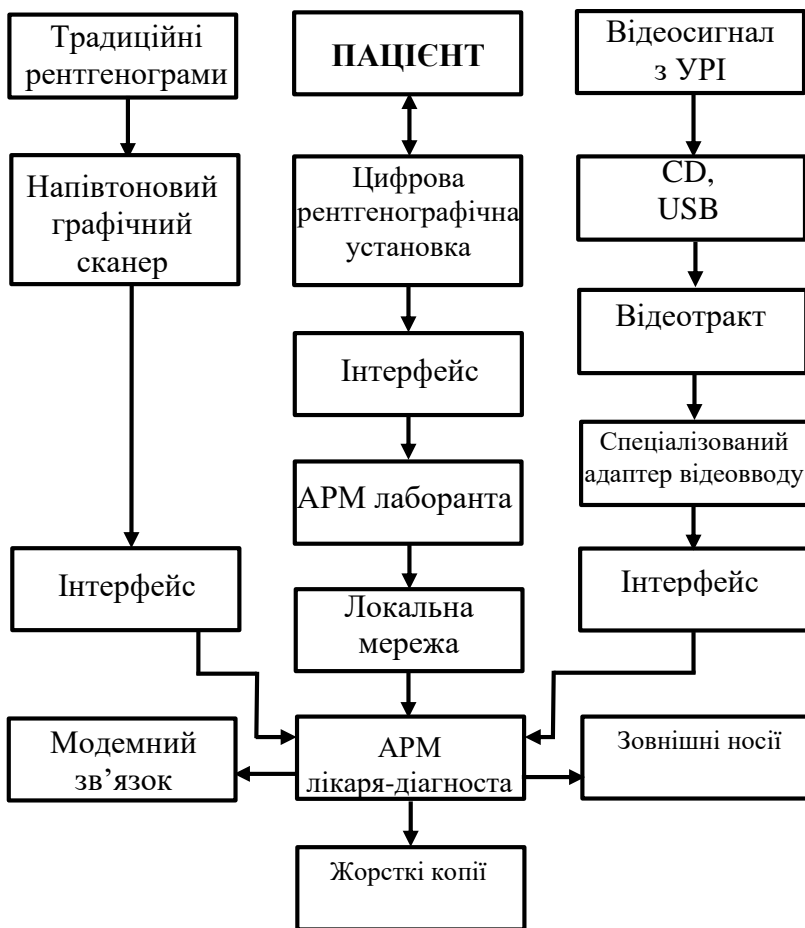 Традиційні
рентгенограми
ПАЦІЄНТ
Відеосигнал
з УРІ
Напівтоновий
графічний
сканер
Цифрова
рентгенографічна
установка
CD,
USB
Відеотракт
Інтерфейс
Спеціалізований
адаптер відеовводу
АРМ лаборанта
Інтерфейс
Інтерфейс
Локальна
мережа
Модемний
зв’язок
АРМ
лікаря-діагноста
Зовнішні носії
Жорсткі копії